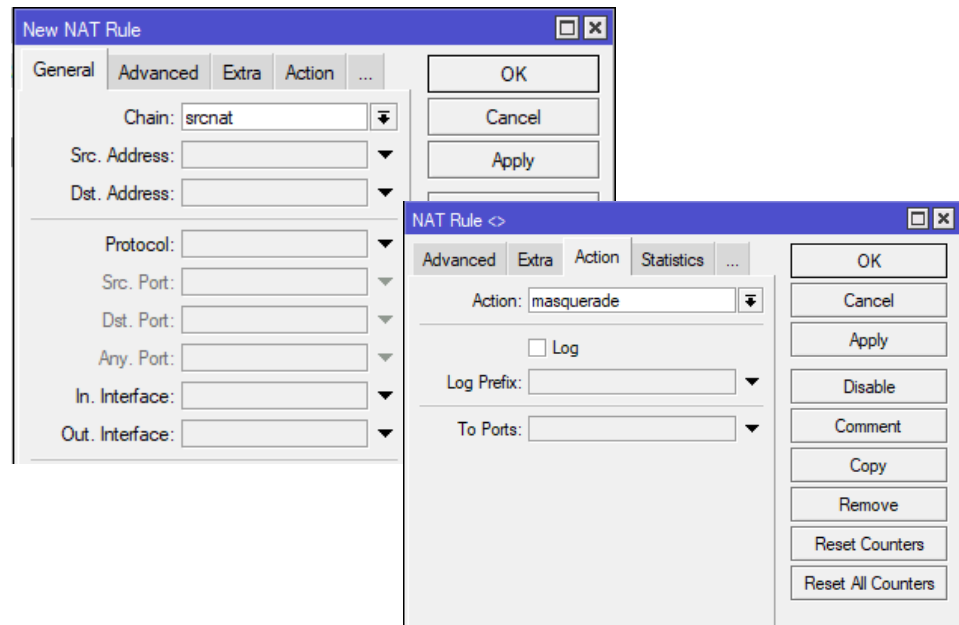 New NAT Rule
General Advanced Extra Action ...
Chain: srcnat
Src. Address:
Dst. Address:
Protocol:
Src. Port:
Dst. Port:
Any. Port:
In. Interface:
Out. Interface:
OK
Cancel
Apply
NAT Rule <>
Advanced Extra Action Statistics ...
Action: masquerade
Log
Log Prefix:
To Ports:
OK
Cancel
Apply
Disable
Comment
Copy
Remove
Reset Counters
Reset All Counters